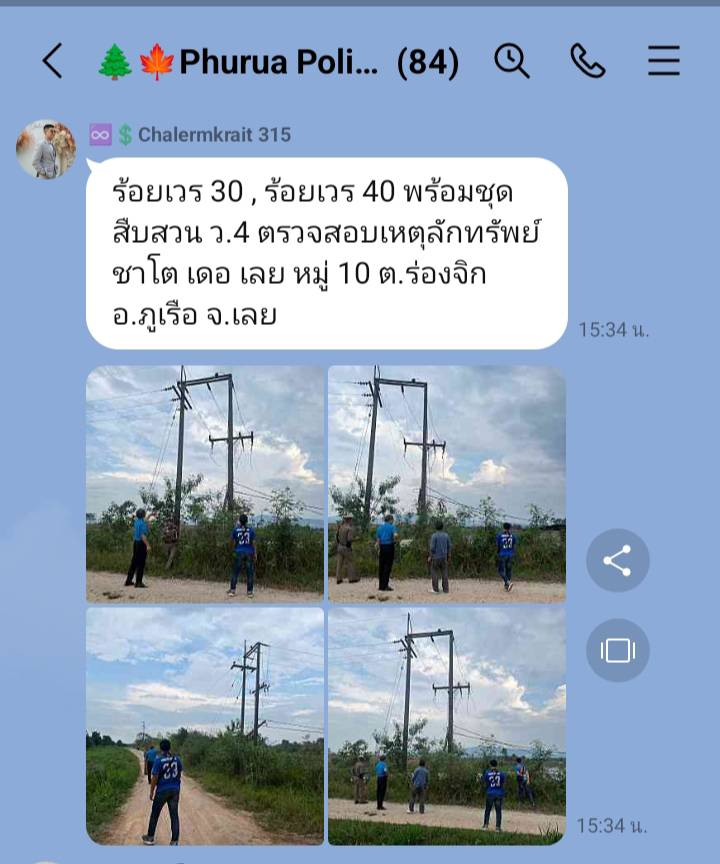 Phurua Poli... (84)
Chalermkrait 315
ร้อยเวร 30 , ร้อยเวร 40 พร้อมชุด
สืบสวน ว.4 ตรวจสอบเหตุลักทรัพย์
ชาโต เดอ เลย หมู่ 10 ต.ร่องจิก
อ.ภูเรือ จ.เลย
15:34 น.
33
33
33
33
15:34 น.